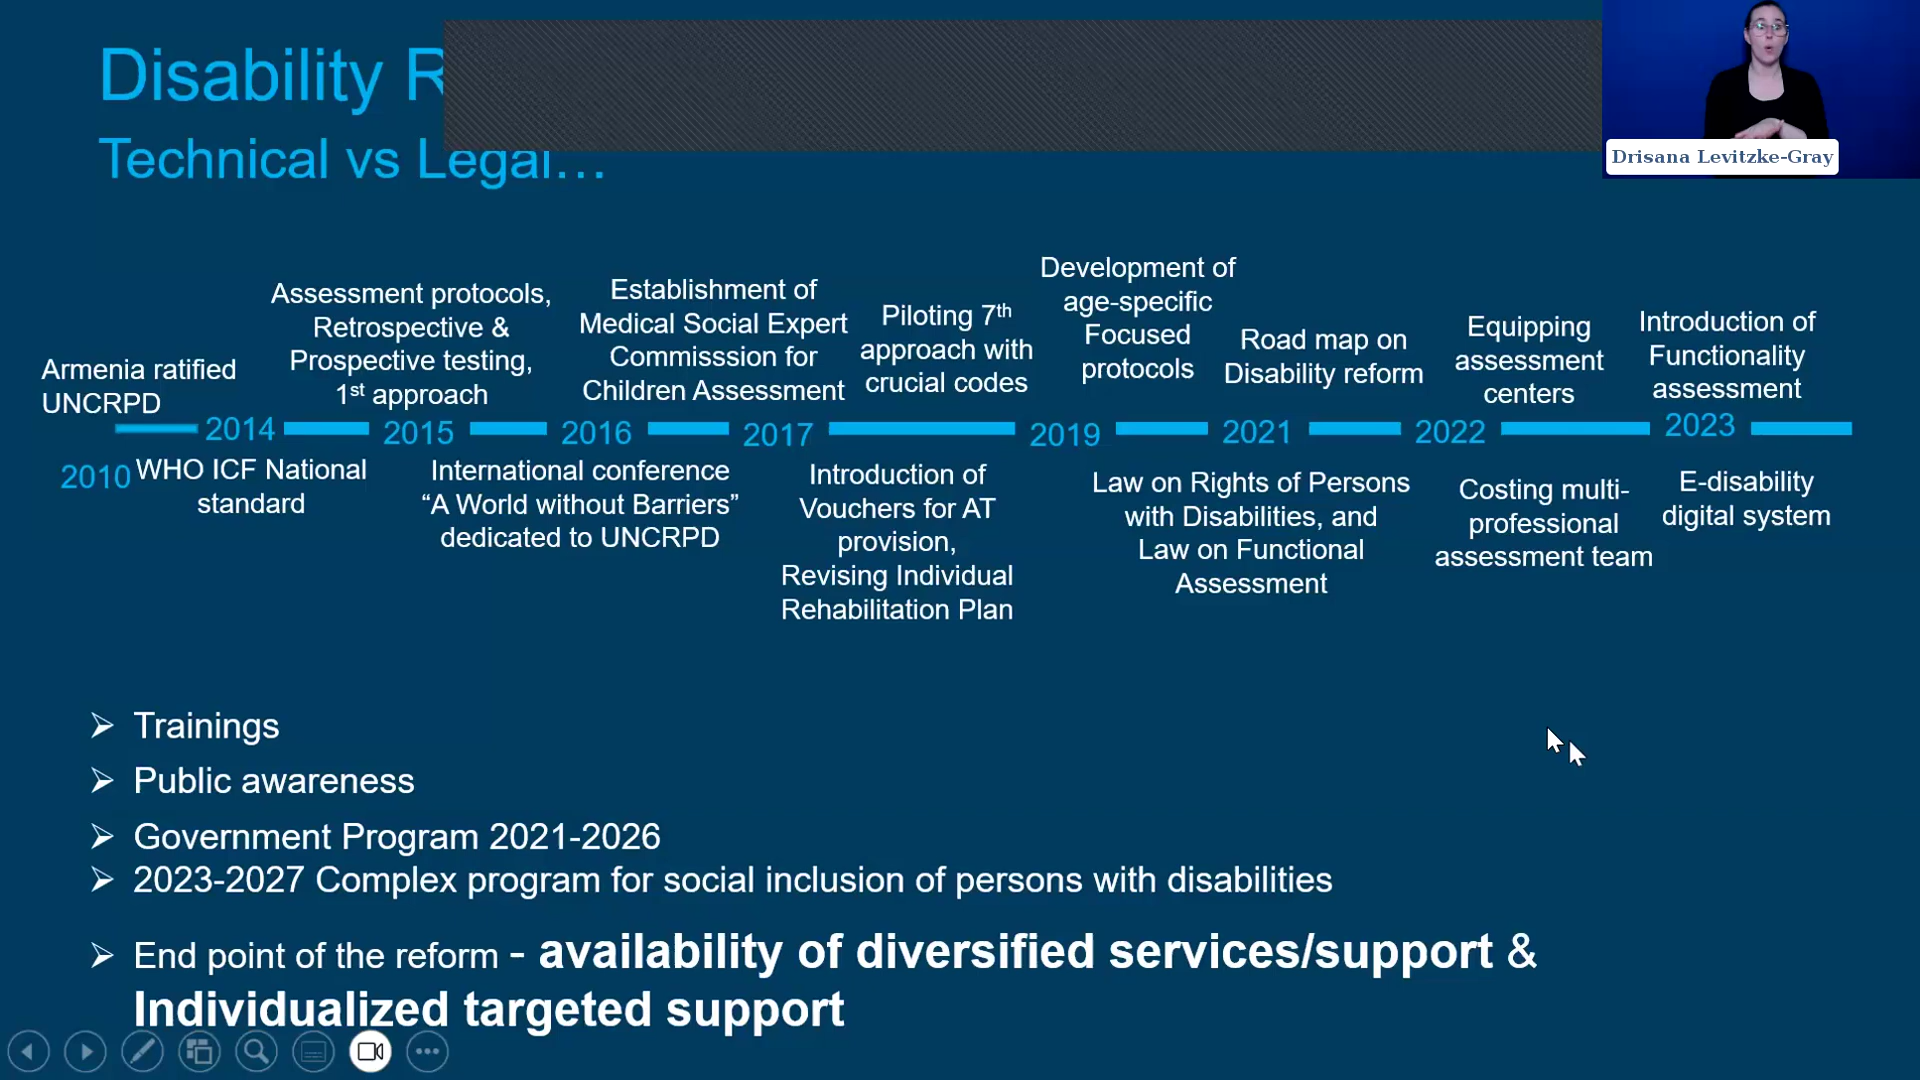 Disability R
Technical vs Legal…
Drisana Levitzke-Gray
Armenia ratified
UNCRPD
2010
2014
WHO ICF National
standard
Assessment protocols,
Retrospective &
Prospective testing,
1st approach
2015
International conference
“A World without Barriers”
dedicated to UNCRPD
Establishment of
Medical Social Expert
Commisssion for
Children Assessment
2016
2017
Introduction of
Vouchers for AT
provision,
Revising Individual
Rehabilitation Plan
Piloting 7th
approach with
crucial codes
Development of
age-specific
Focused
protocols
2019
Road map on
Disability reform
2021
Law on Rights of Persons
with Disabilities, and
Law on Functional
Assessment
Equipping
assessment
centers
2022
Costing multi-
professional
assessment team
Introduction of
Functionality
assessment
2023
E-disability
digital system
Trainings
Public awareness
Government Program 2021-2026
2023-2027 Complex program for social inclusion of persons with disabilities
End point of the reform - availability of diversified services/support &
Individualized targeted support